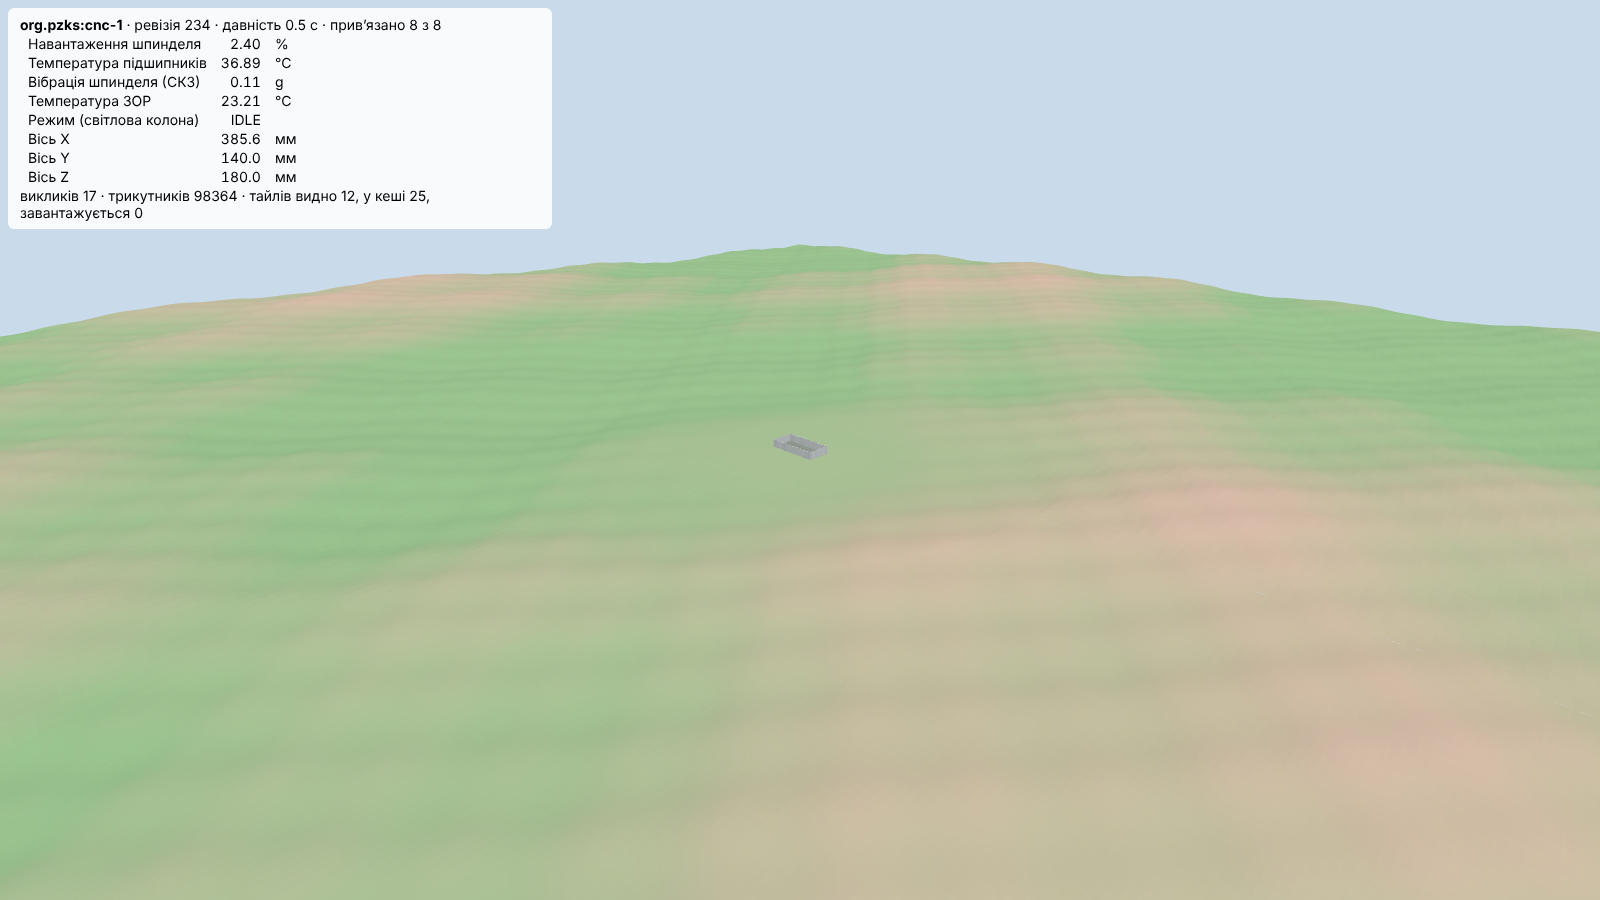 org.pzks:cnc-1 · ревізія 234 · давність 0.5 с · прив’язано 8 з 8
Навантаження шпинделя 2.40 %
Температура підшипників 36.89 °C
Вібрація шпинделя (СКЗ) 0.11 g
Температура ЗОР 23.21 °C
Режим (світлова колона) IDLE
Вісь X 385.6 мм
Вісь Y 140.0 мм
Вісь Z 180.0 мм
викликів 17 · трикутників 98364 · тайлів видно 12, у кеші 25,
завантажується 0